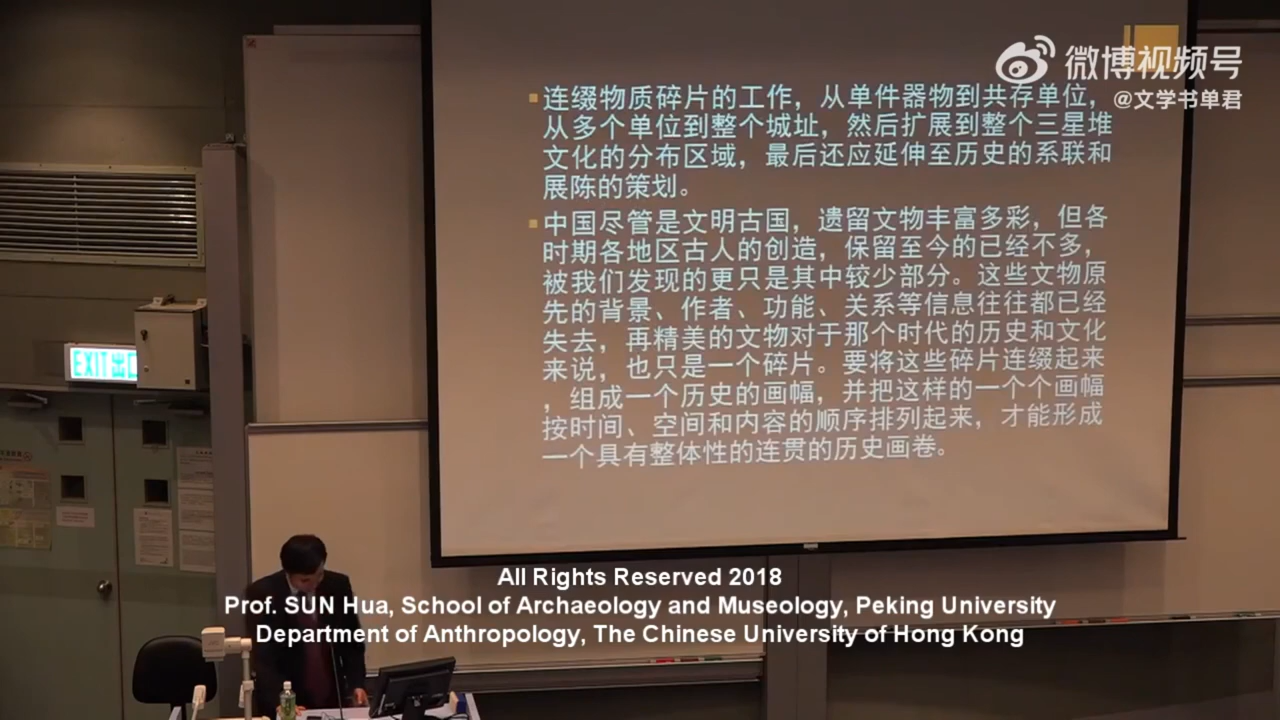 微博视频号
@文学书单君
连缀物质碎片的工作，从单件器物到共存单位，
从多个单位到整个城址，然后扩展到整个三星堆
文化的分布区域，最后还应延伸至历史的系联和
展陈的策划。
中国尽管是文明古国，遗留文物丰富多彩，但各
时期各地区古人的创造，保留至今的已经不多，
被我们发现的更只是其中较少部分。这些文物原
先的背景、作者、功能、关系等信息往往都已经
失去，再精美的文物对于那个时代的历史和文化
来说，也只是一个碎片。要将这些碎片连缀起来
，组成一个历史的画幅，并把这样的一个个画幅
按时间、空间和内容的顺序排列起来，才能形成
一个具有整体性的连贯的历史画卷。
EXIT 出口
All Rights Reserved 2018
Prof. SUN Hua, School of Archaeology and Museology, Peking University
Department of Anthropology, The Chinese University of Hong Kong